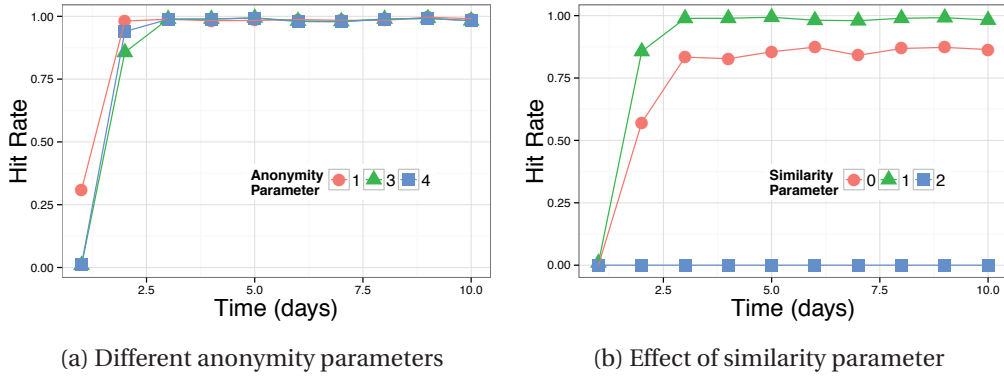 1.00
0.75
0.50
0.25
0.00
Hit Rate
Anonymity
Parameter
1 3 4
2.5 5.0 7.5 10.0
Time (days)
(a) Different anonymity parameters
1.00
0.75
0.50
0.25
0.00
Hit Rate
Similarity
Parameter
0 1 2
2.5 5.0 7.5 10.0
Time (days)
(b) Effect of similarity parameter